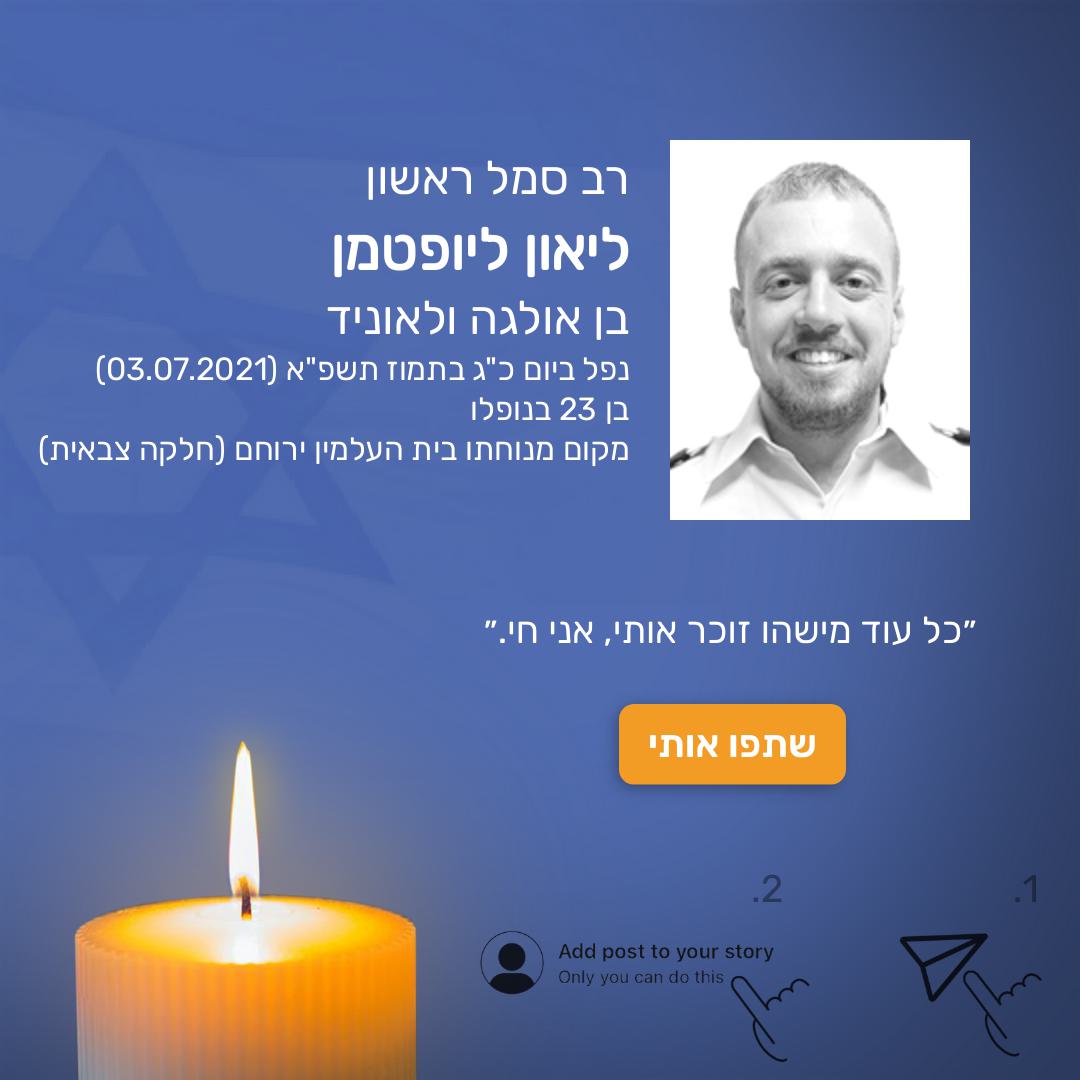 רב סמל ראשון
ליאון ליופטמן
בן אולגה ולאוניד
נפל ביום כ"ג בתמוז תשפ"א (03.07.2021)
בן 23 בנופלו
מקום מנוחתו בית העלמין ירוחם (חלקה צבאית)
״כל עוד מישהו זוכר אותי, אני חי.״
שתפו אותי
1.
2.
Add post to your story
Only you can do this